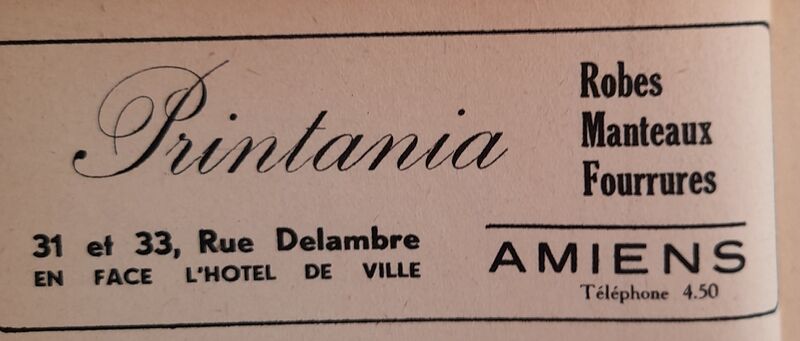 Printania
Robes
Manteaux
Fourrures
31 et 33, Rue Delambre
EN FACE L'HOTEL DE VILLE
AMIENS
Téléphone 4.50